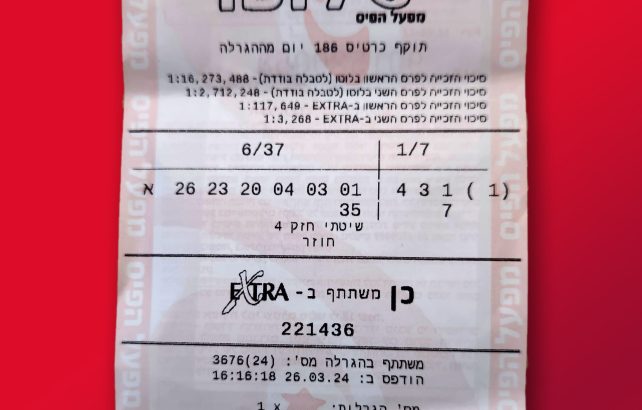 מפעל הפיס
תוקף כרטיס 186 יום מההגרלה
סיכוי הזכייה לפרס הראשון בלוטו (לטבלה בודדת)- 1:16,273,488
סיכוי הזכייה לפרס השני בלוטו (לטבלה בודדת)- 1:2,712,248
סיכוי הזכייה לפרס הראשון ב-EXTRA - 1:117,649
סיכוי הזכייה לפרס השני ב-EXTRA - 1:3,268
6/37 | 1/7
א 26 23 20 04 03 01 | 4 3 1 ( 1)
35 | 7
שיטתי חזק 4
חוזר
כן משתתף ב- EXTRA
221436
משתתף בהגרלה מס': 3676(24)
הודפס ב: 26.03.24 16:16:18
מס' הגרלות: 1 x